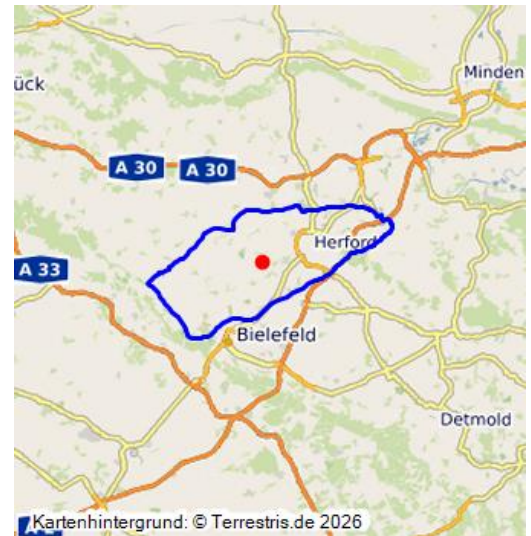 Minden
ück
A 30
A 30
Herford
A 33
Bielefeld
Detmold
Kartenhintergrund: © Terrestris.de 2026